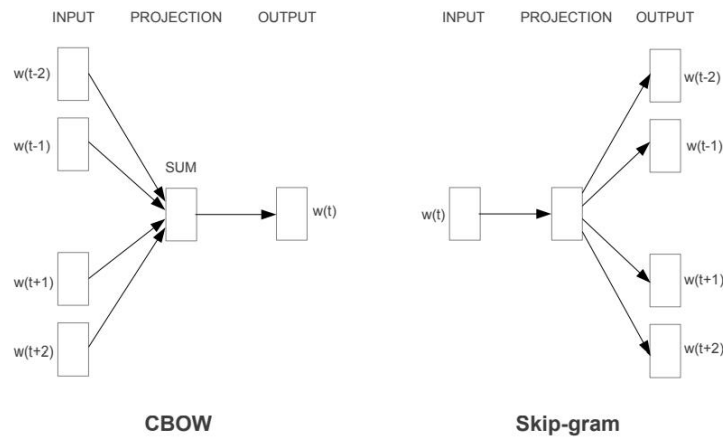 INPUT PROJECTION OUTPUT
w(t-2)
w(t-1)
SUM
w(t)
w(t+1)
w(t+2)
CBOW
INPUT PROJECTION OUTPUT
w(t-2)
w(t-1)
w(t)
w(t+1)
w(t+2)
Skip-gram